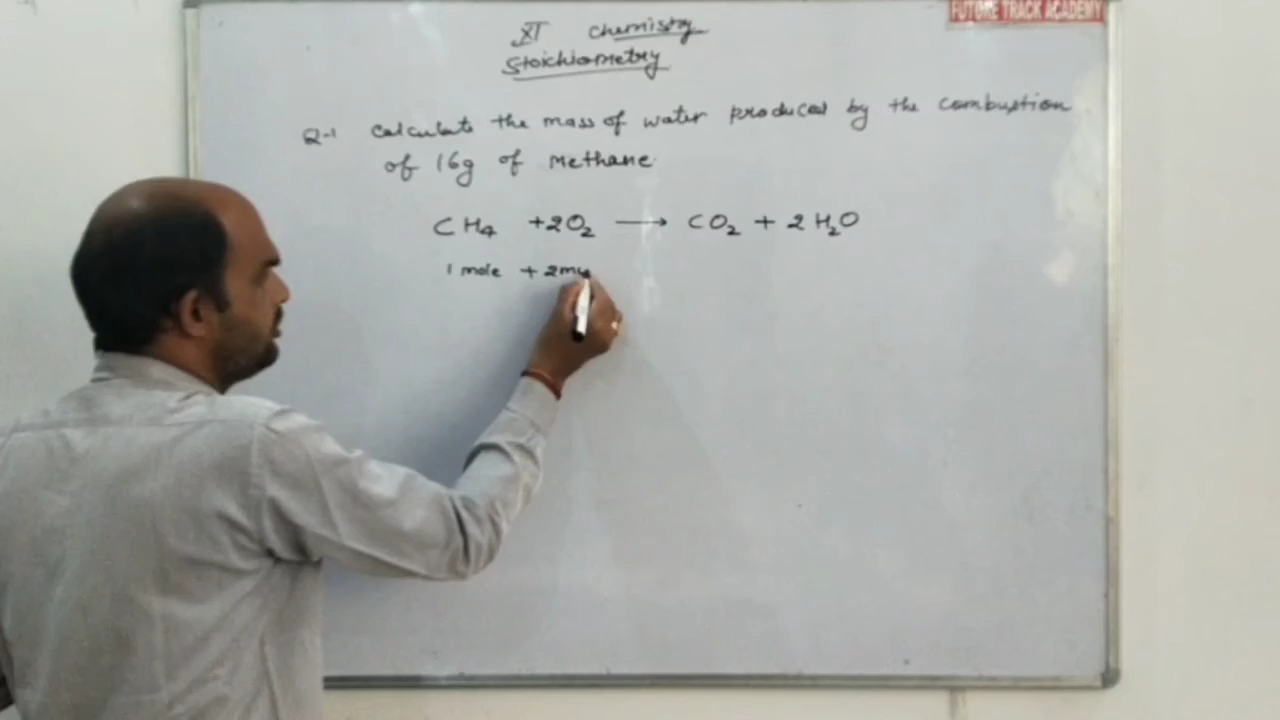 FUTURE TRACK ACADEMY
XI Chemistry
Stoichiometry
Q-1 Calculate the mass of water produced by the combustion
of 16g of Methane
CH₄ +2O₂ → CO₂ + 2H₂O
1 mole + 2mo